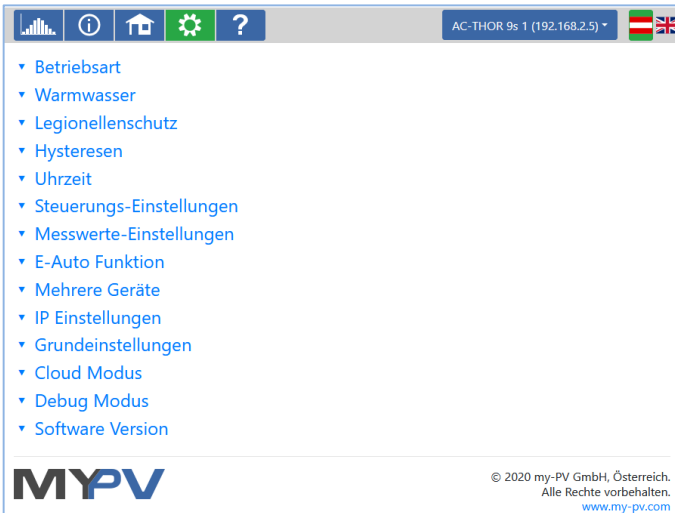 ?
AC-THOR 9s 1 (192.168.2.5)
Betriebsart
Warmwasser
Legionellenschutz
Hysteresen
Uhrzeit
Steuerungs-Einstellungen
Messwerte-Einstellungen
E-Auto Funktion
Mehrere Geräte
IP Einstellungen
Grundeinstellungen
Cloud Modus
Debug Modus
Software Version
MYPV
© 2020 my-PV GmbH, Österreich.
Alle Rechte vorbehalten.
www.my-pv.com